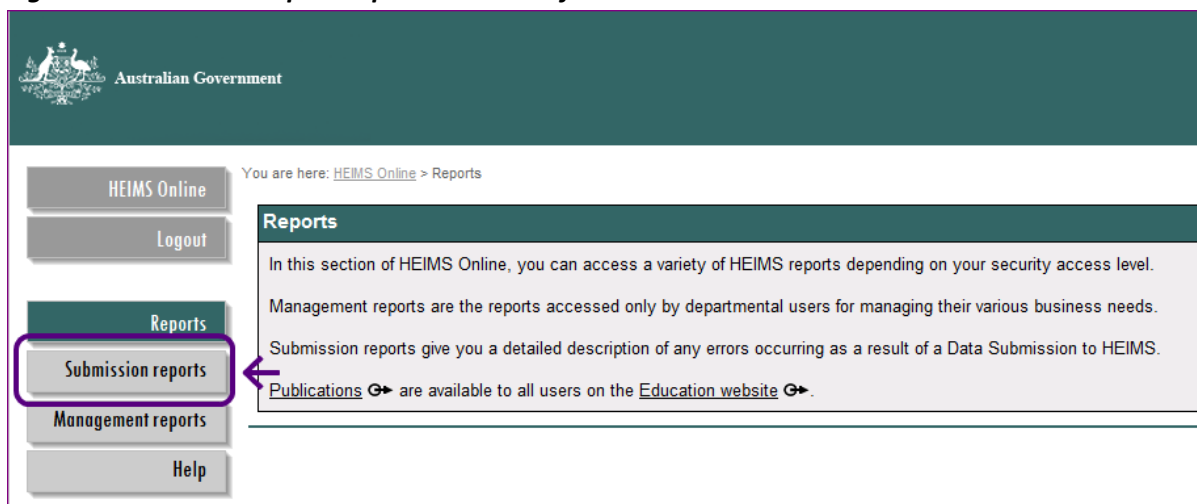 Australian Government
You are here: HEIMS Online > Reports
HEIMS Online
Logout
Reports
Submission reports
Management reports
Help
Reports
In this section of HEIMS Online, you can access a variety of HEIMS reports depending on your security access level.
Management reports are the reports accessed only by departmental users for managing their various business needs.
Submission reports give you a detailed description of any errors occurring as a result of a Data Submission to HEIMS.
Publications are available to all users on the Education website .